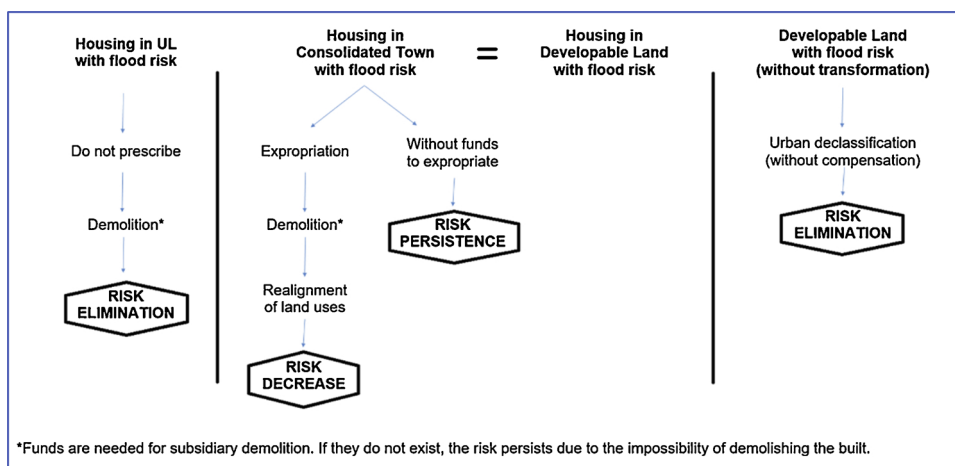 Housing in UL
with flood risk
Do not prescribe
Demolition*
RISK
ELIMINATION
Housing in
Consolidated Town
with flood risk
=
Housing in
Developable Land
with flood risk
Expropriation
Demolition*
Realignment
of land uses
RISK
DECREASE
Without funds
to expropriate
RISK
PERSISTENCE
Developable Land
with flood risk
(without transformation)
Urban declassification
(without compensation)
RISK
ELIMINATION
*Funds are needed for subsidiary demolition. If they do not exist, the risk persists due to the impossibility of demolishing the built.